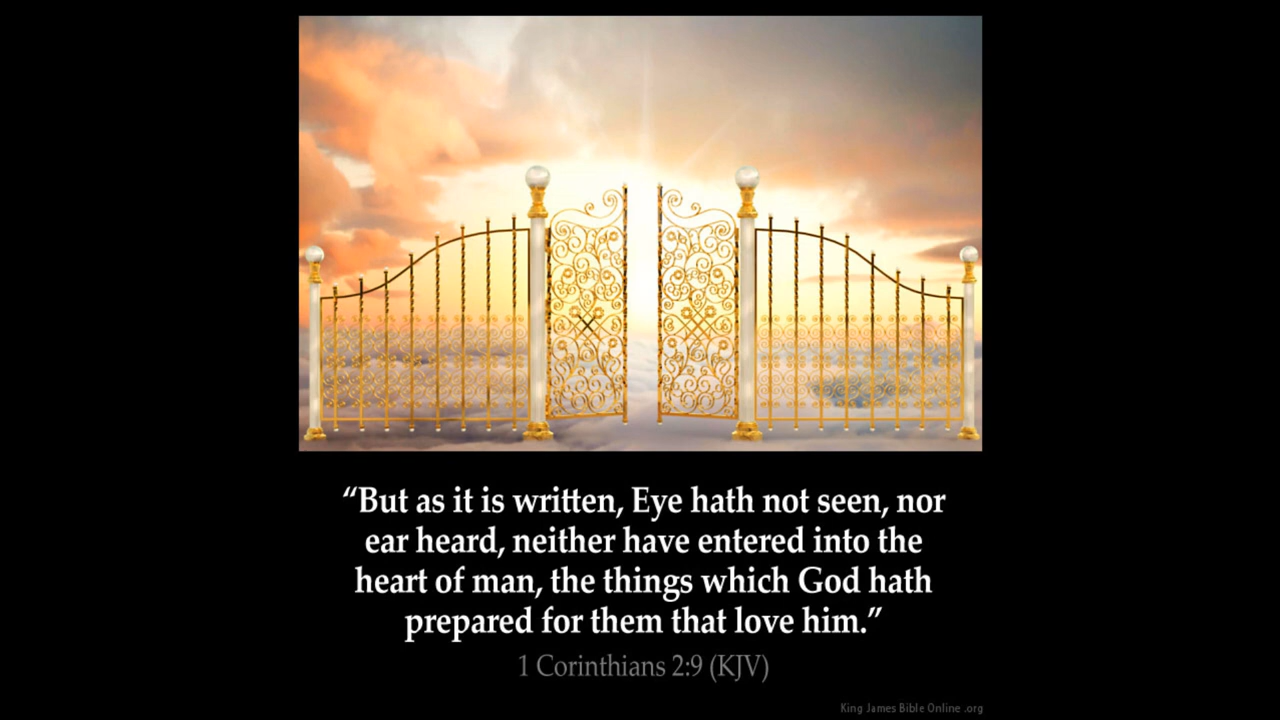 “But as it is written, Eye hath not seen, nor
ear heard, neither have entered into the
heart of man, the things which God hath
prepared for them that love him.”
1 Corinthians 2:9 (KJV)
King James Bible Online .org